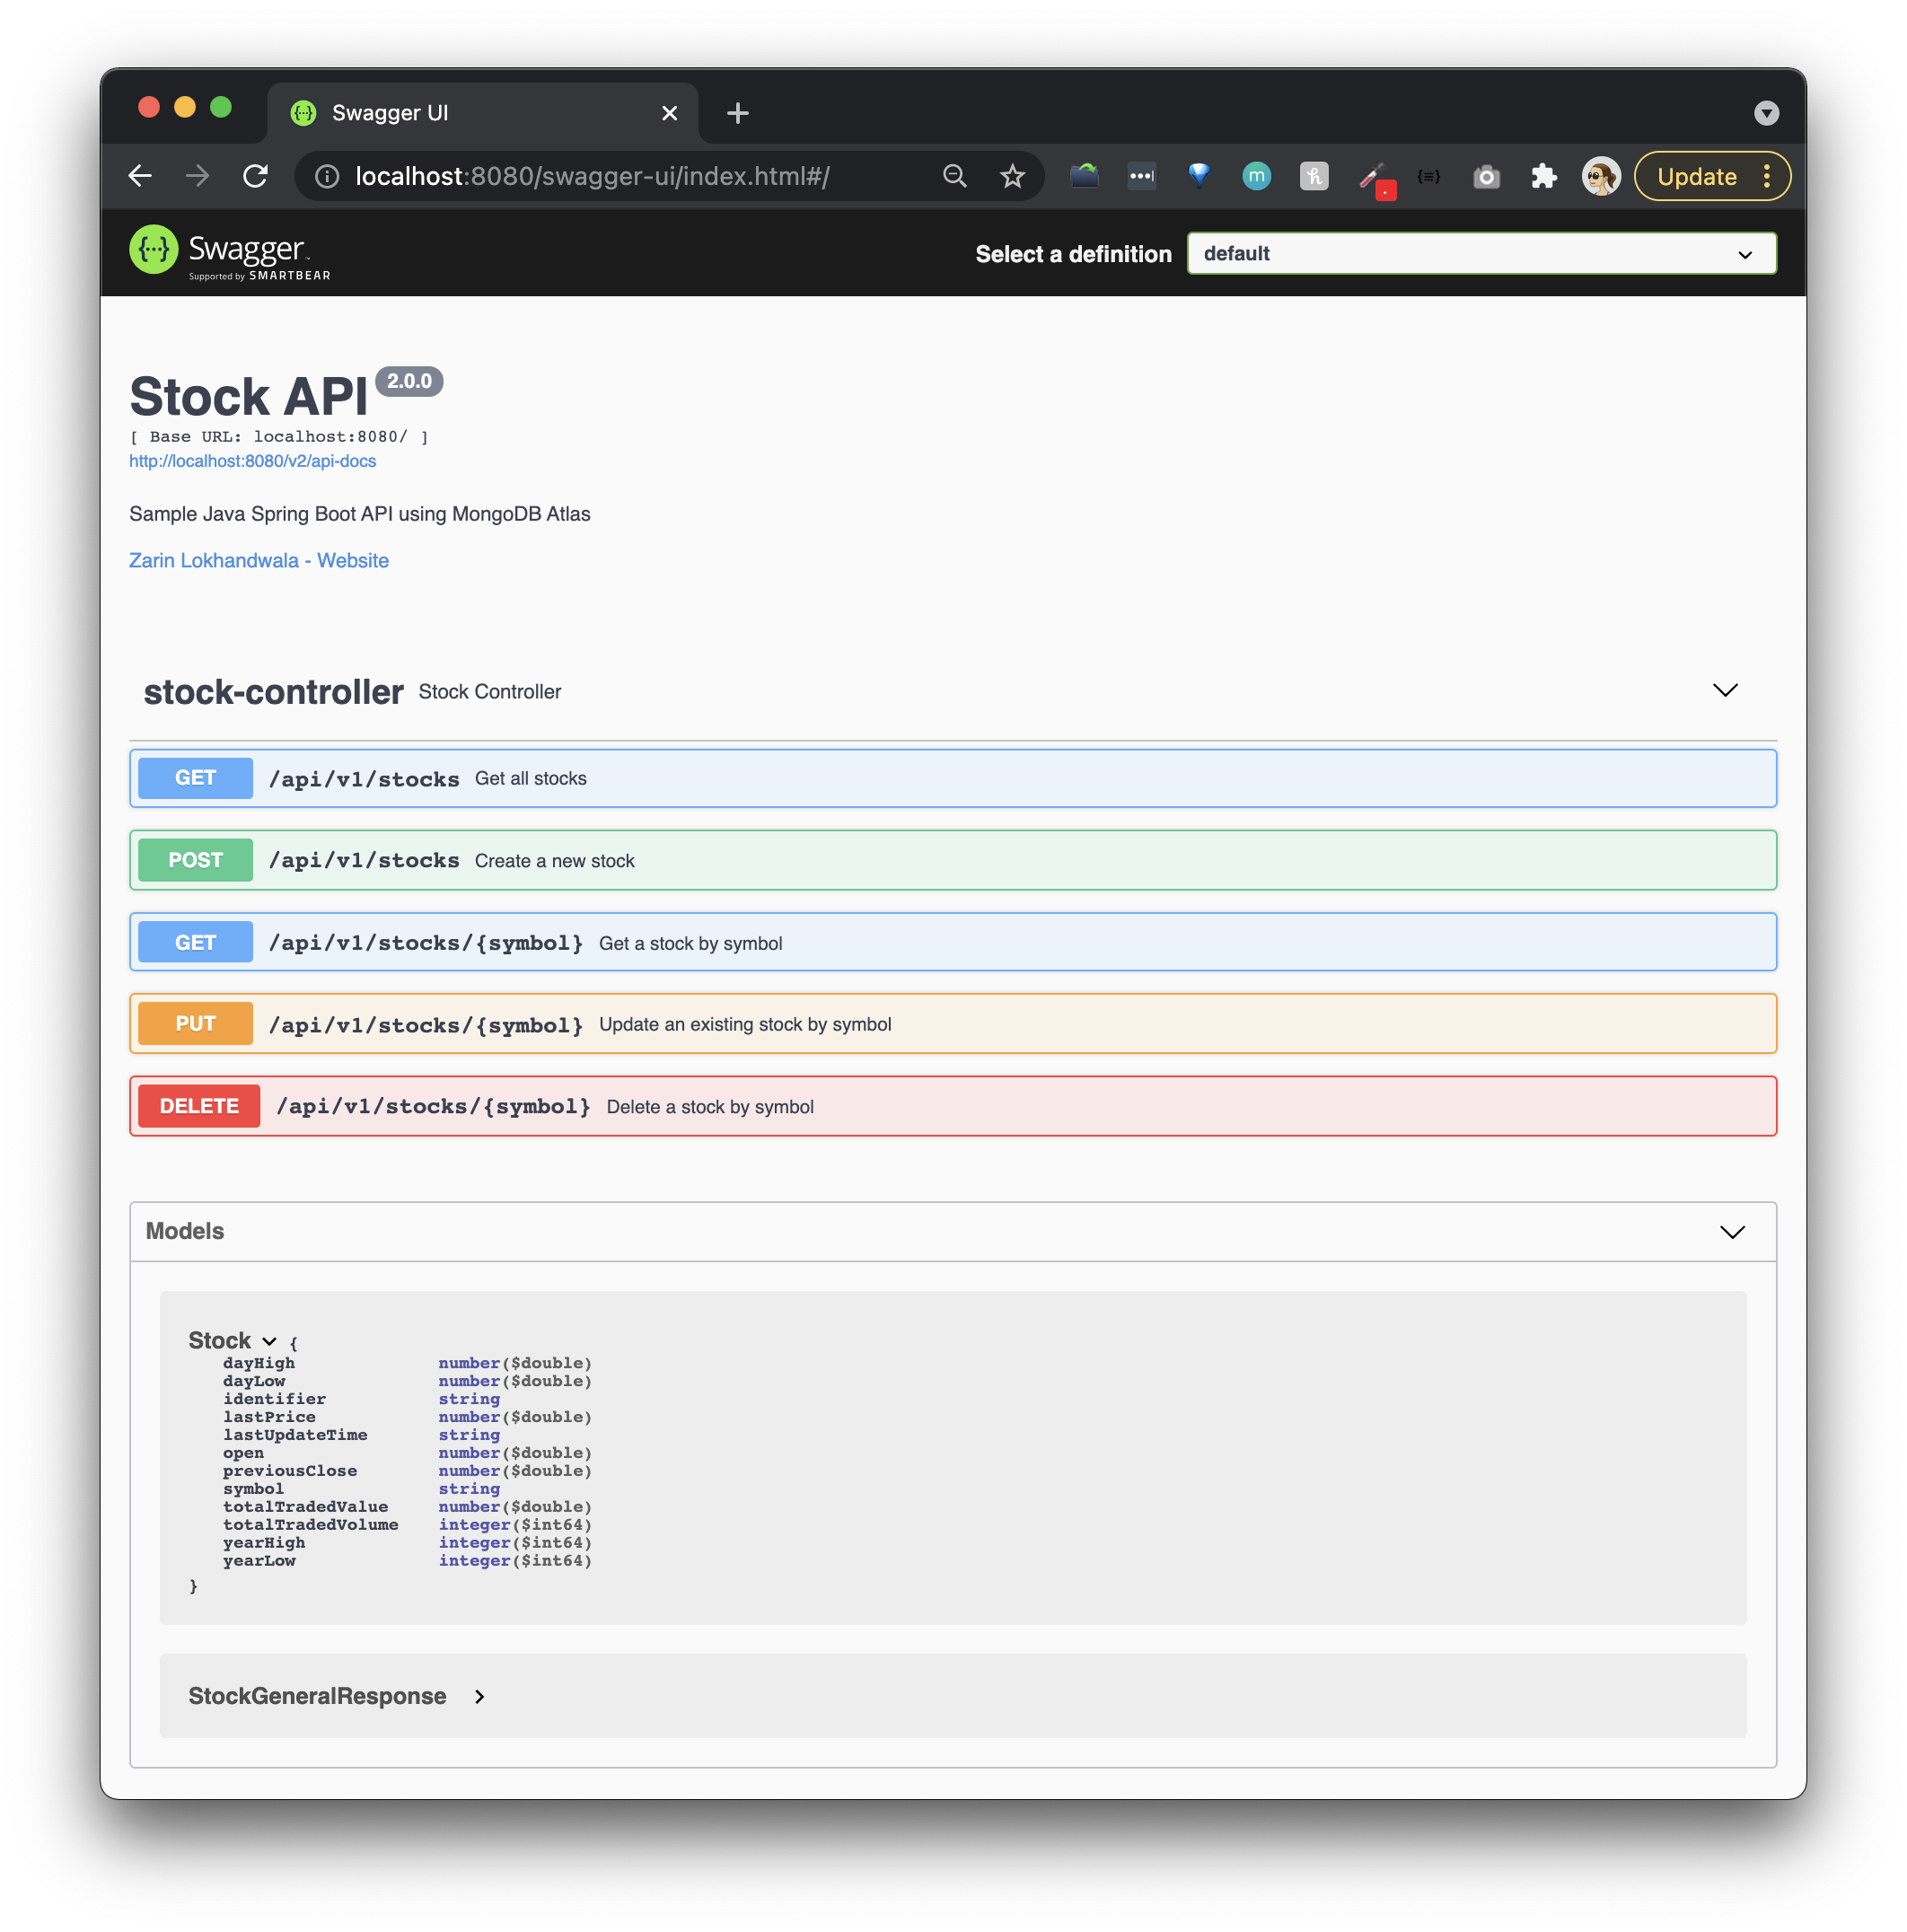 Swagger UI
localhost:8080/swagger-ui/index.html#/
m
h
Update
{···} Swagger™
Supported by SMARTBEAR
Select a definition
default
Stock API 2.0.0
[ Base URL: localhost:8080/ ]
http://localhost:8080/v2/api-docs
Sample Java Spring Boot API using MongoDB Atlas
Zarin Lokhandwala - Website
stock-controller Stock Controller
GET /api/v1/stocks Get all stocks
POST /api/v1/stocks Create a new stock
GET /api/v1/stocks/{symbol} Get a stock by symbol
PUT /api/v1/stocks/{symbol} Update an existing stock by symbol
DELETE /api/v1/stocks/{symbol} Delete a stock by symbol
Models
Stock {
dayHigh number($double)
dayLow number($double)
identifier string
lastPrice number($double)
lastUpdateTime string
open number($double)
previousClose number($double)
symbol string
totalTradedValue number($double)
totalTradedVolume integer($int64)
yearHigh integer($int64)
yearLow integer($int64)
}
StockGeneralResponse